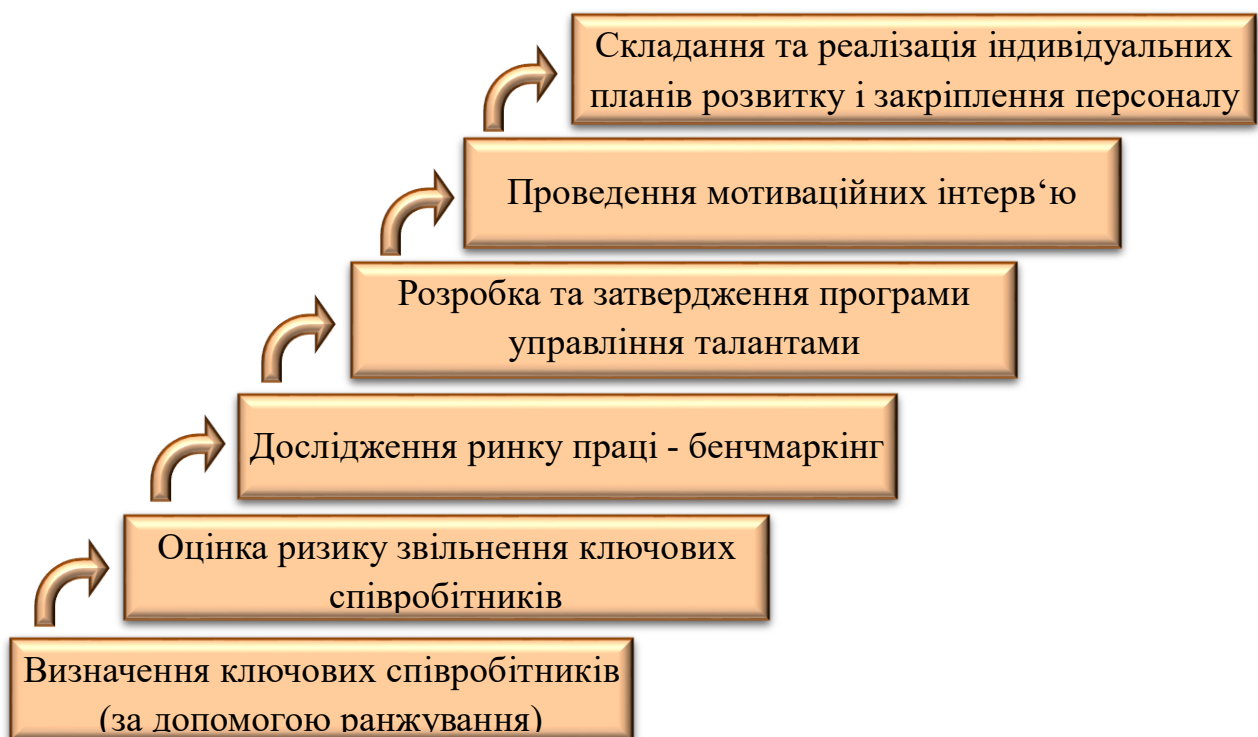 Складання та реалізація індивідуальних
планів розвитку і закріплення персоналу
Проведення мотиваційних інтерв‘ю
Розробка та затвердження програми
управління талантами
Дослідження ринку праці - бенчмаркінг
Оцінка ризику звільнення ключових
співробітників
Визначення ключових співробітників
(за допомогою ранжування)